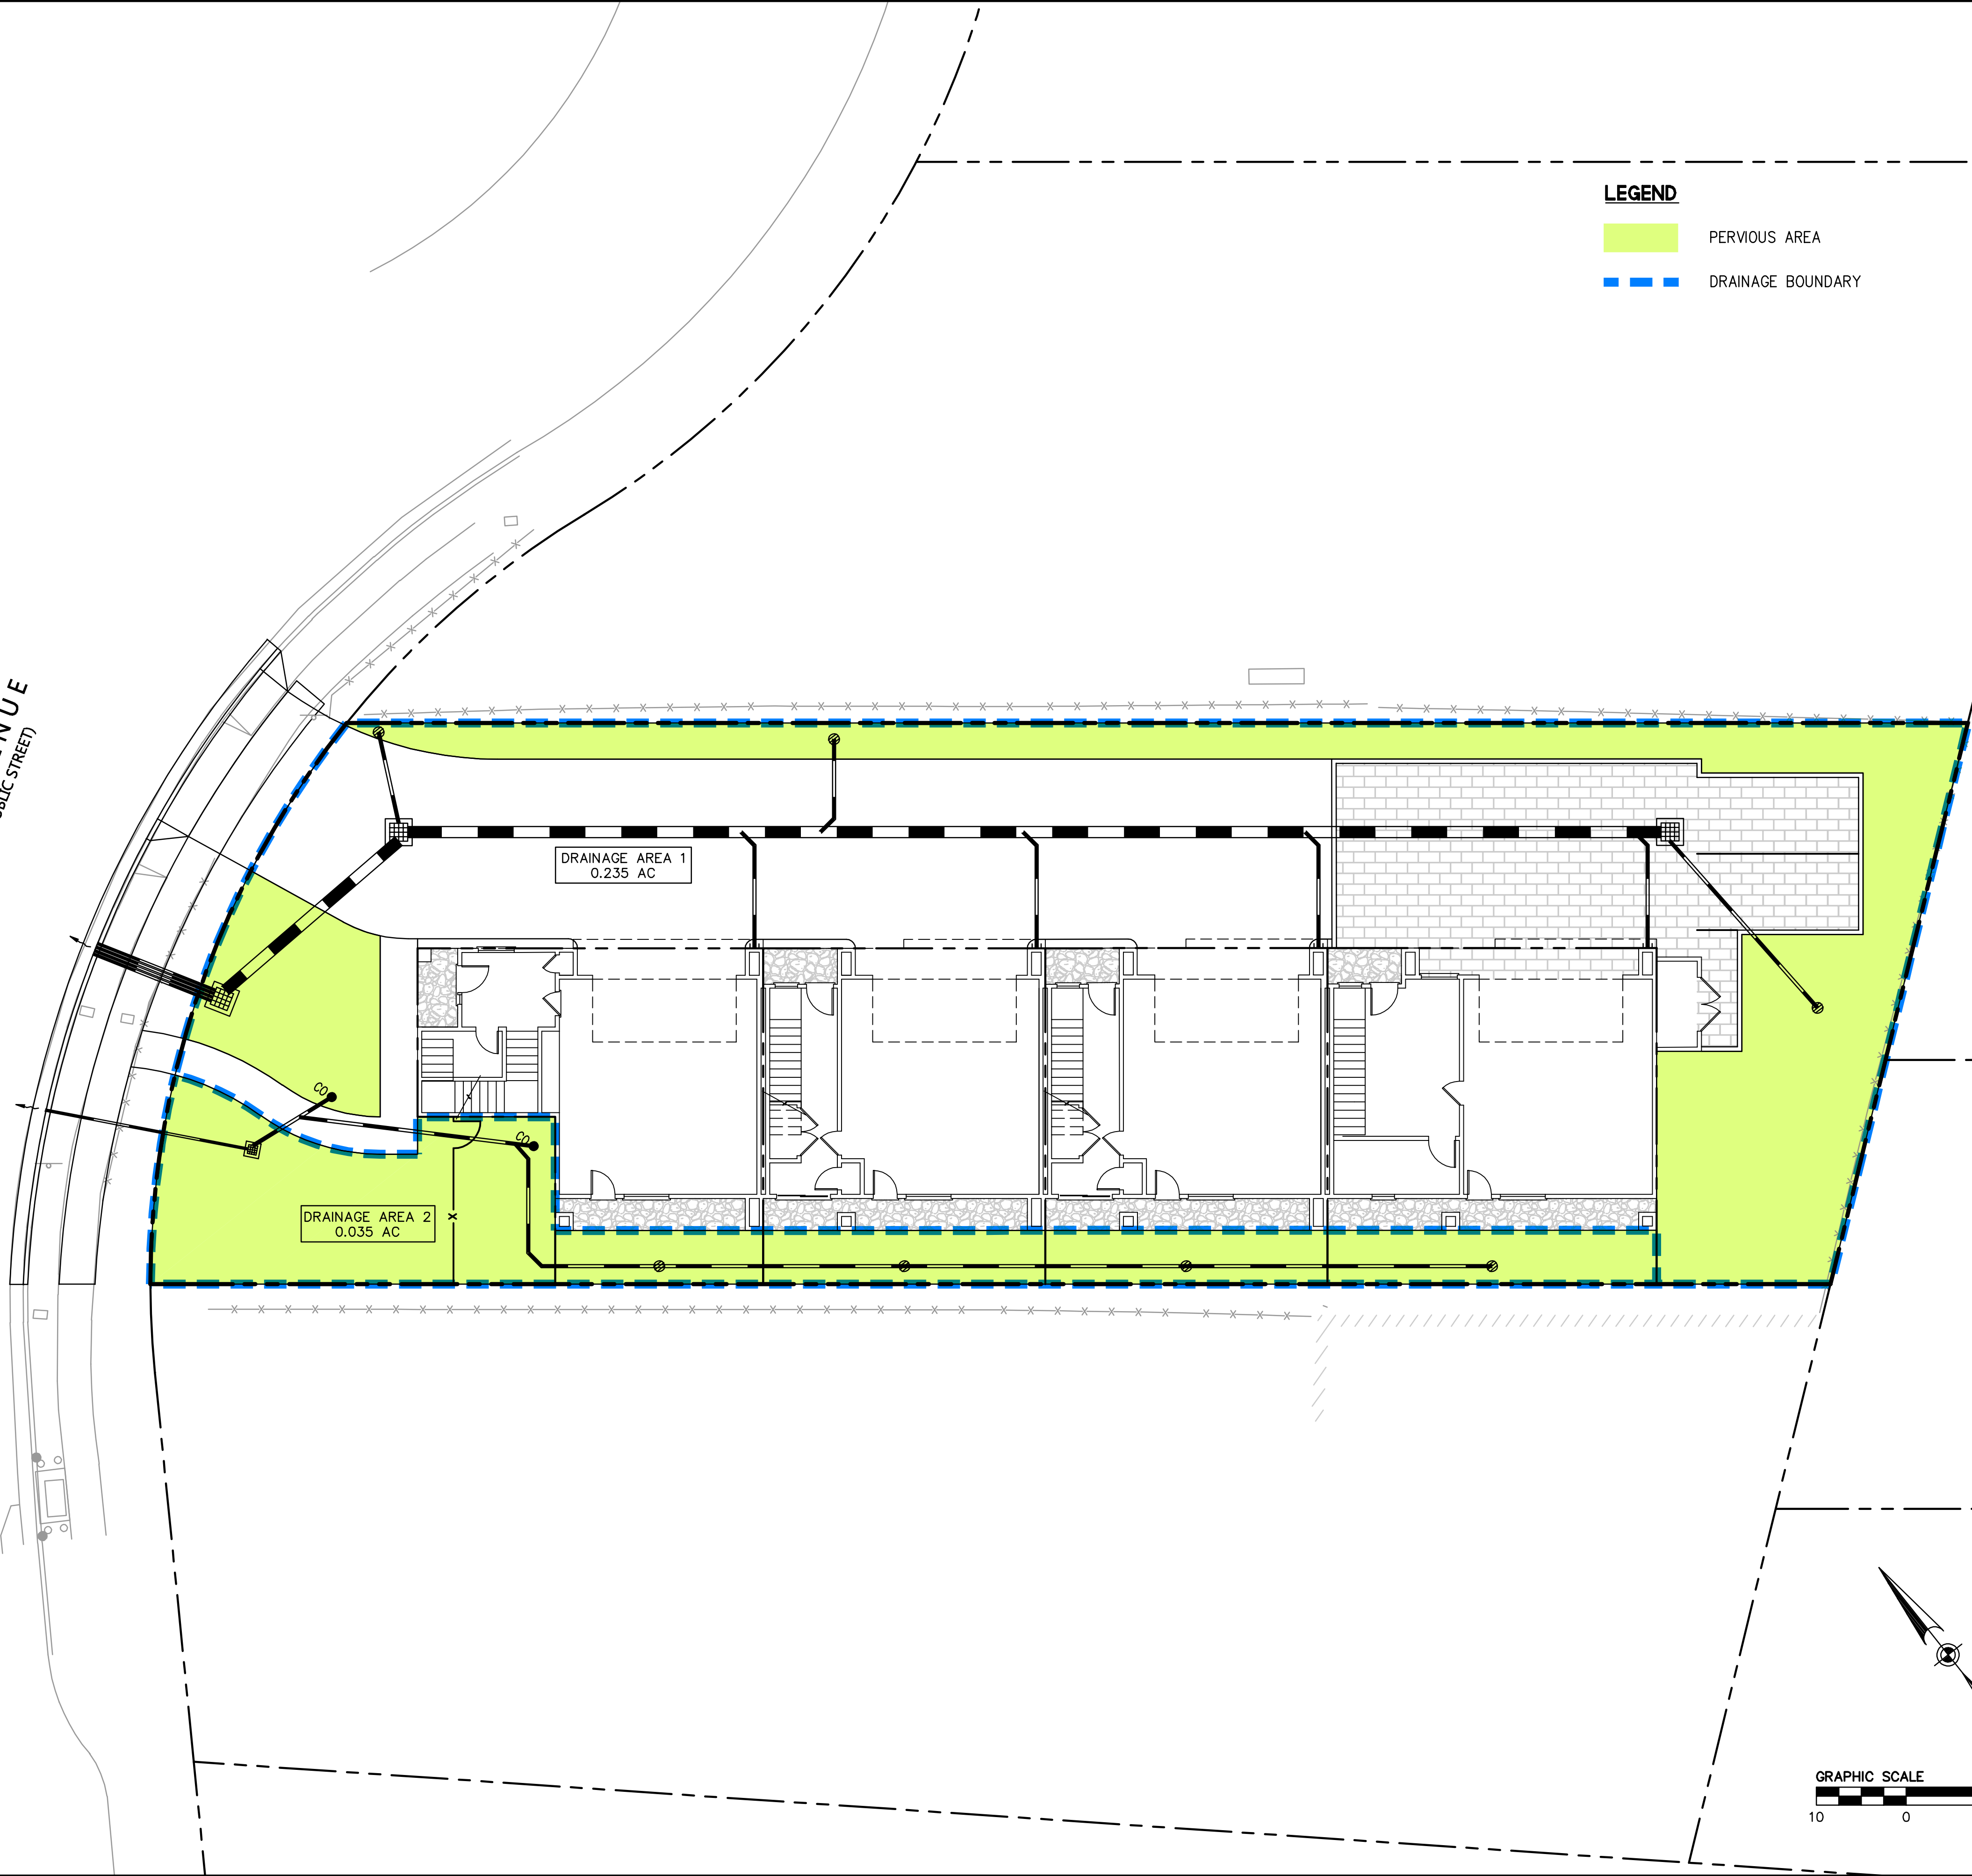 LEGEND
PERVIOUS AREA
DRAINAGE BOUNDARY
DRAINAGE AREA 1
0.235 AC
CO
CO
DRAINAGE AREA 2
0.035 AC
GRAPHIC SCALE
10 0